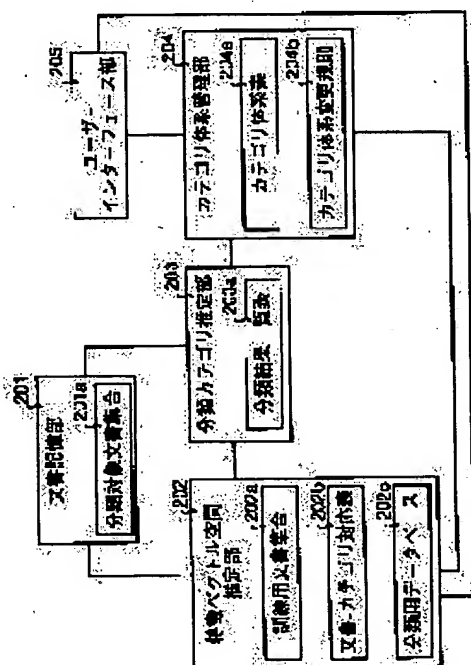 201
文書記憶部
201a
分類対象文書集合
202
特徴ベクトル空間
推定部
202a
訓練用文書集合
202b
文書-カテゴリ対応表
202c
分類用データベース
203
分類カテゴリ推定部
203a
分類結果一覧表
204
カテゴリ体系管理部
204a
カテゴリ体系案
204b
カテゴリ体系変更規則
205
ユーザー
インターフェース部